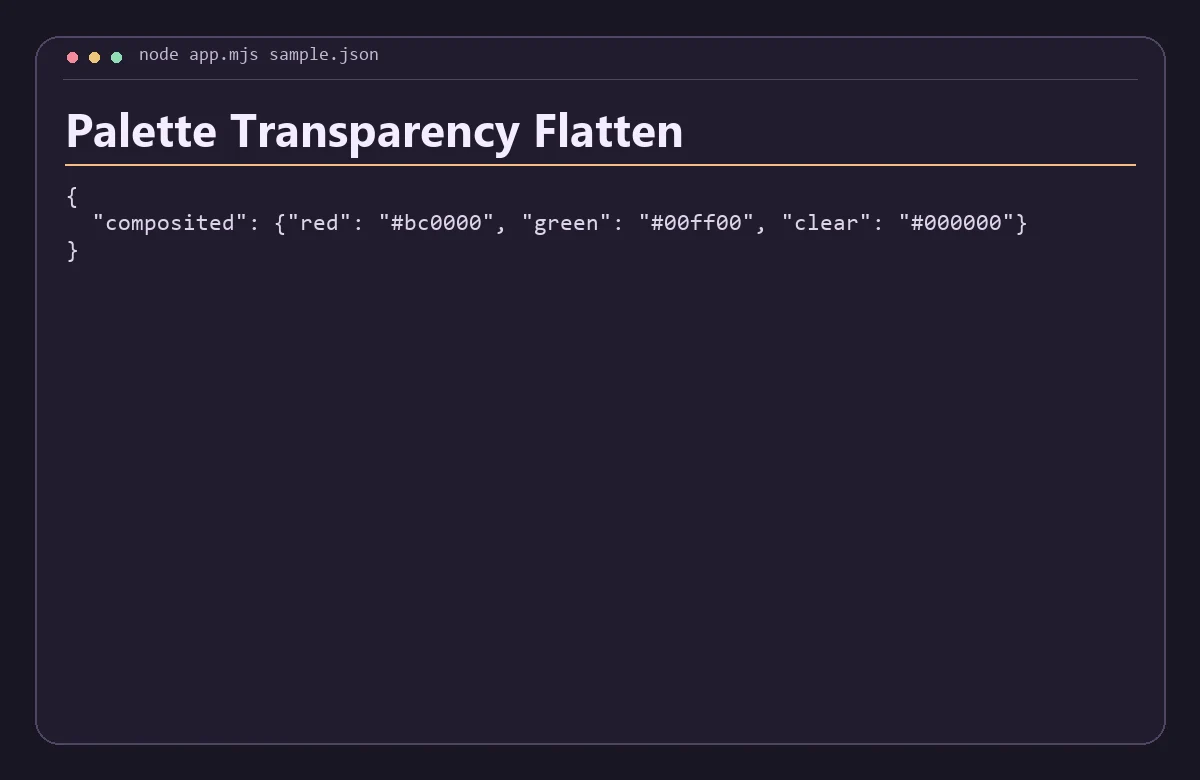 node app.mjs sample.json
Palette Transparency Flatten
{
  "composited": {"red": "#bc0000", "green": "#00ff00", "clear": "#000000"}
}